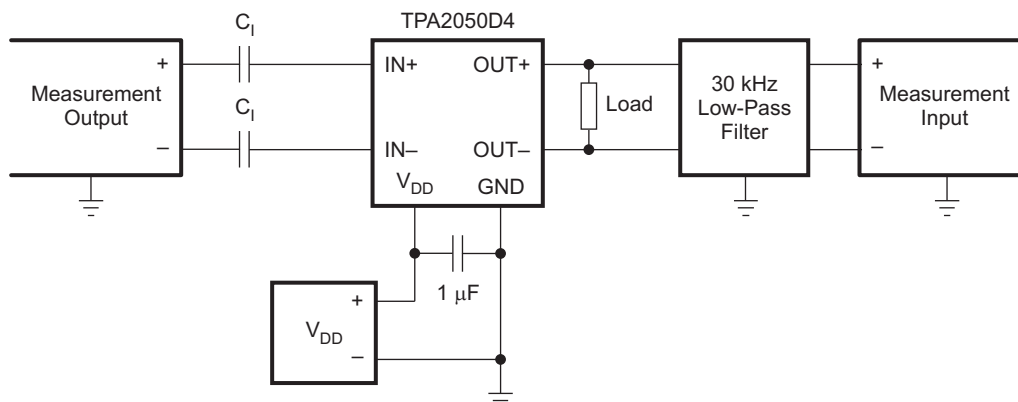 TPA2050D4
C_I
Measurement
Output
+
–
C_I
IN+
IN–
V_DD
OUT+
OUT–
GND
Load
30 kHz
Low-Pass
Filter
+
–
Measurement
Input
1 μF
V_DD
+
–